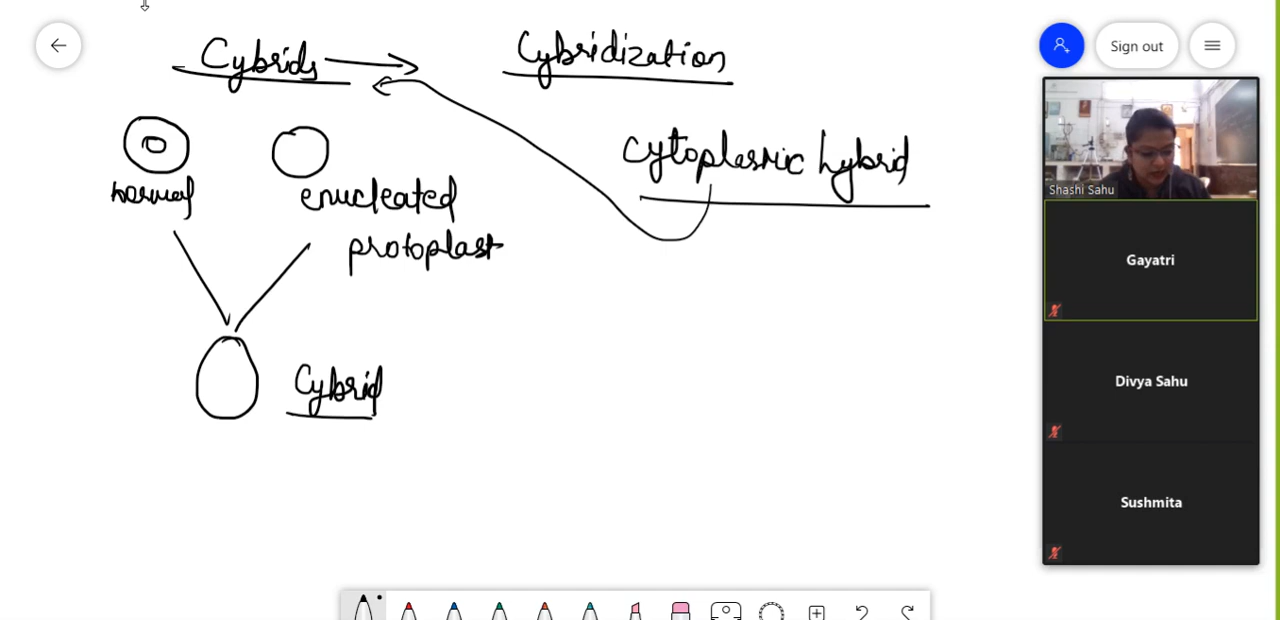 Cybrids
Cybridization
cytoplasmic hybrid
normal
enucleated
protoplast
Cybrid
Sign out
Shashi Sahu
Gayatri
Divya Sahu
Sushmita